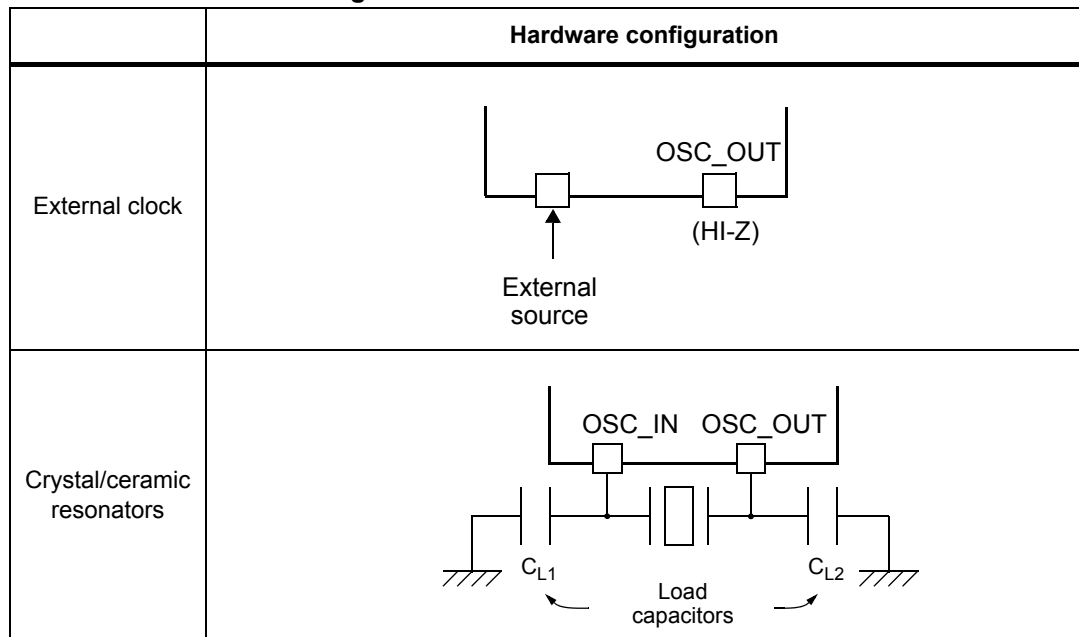 Hardware configuration
External clock
OSC_OUT
(HI-Z)
External
source
Crystal/ceramic
resonators
OSC_IN OSC_OUT
CL1
CL2
Load
capacitors